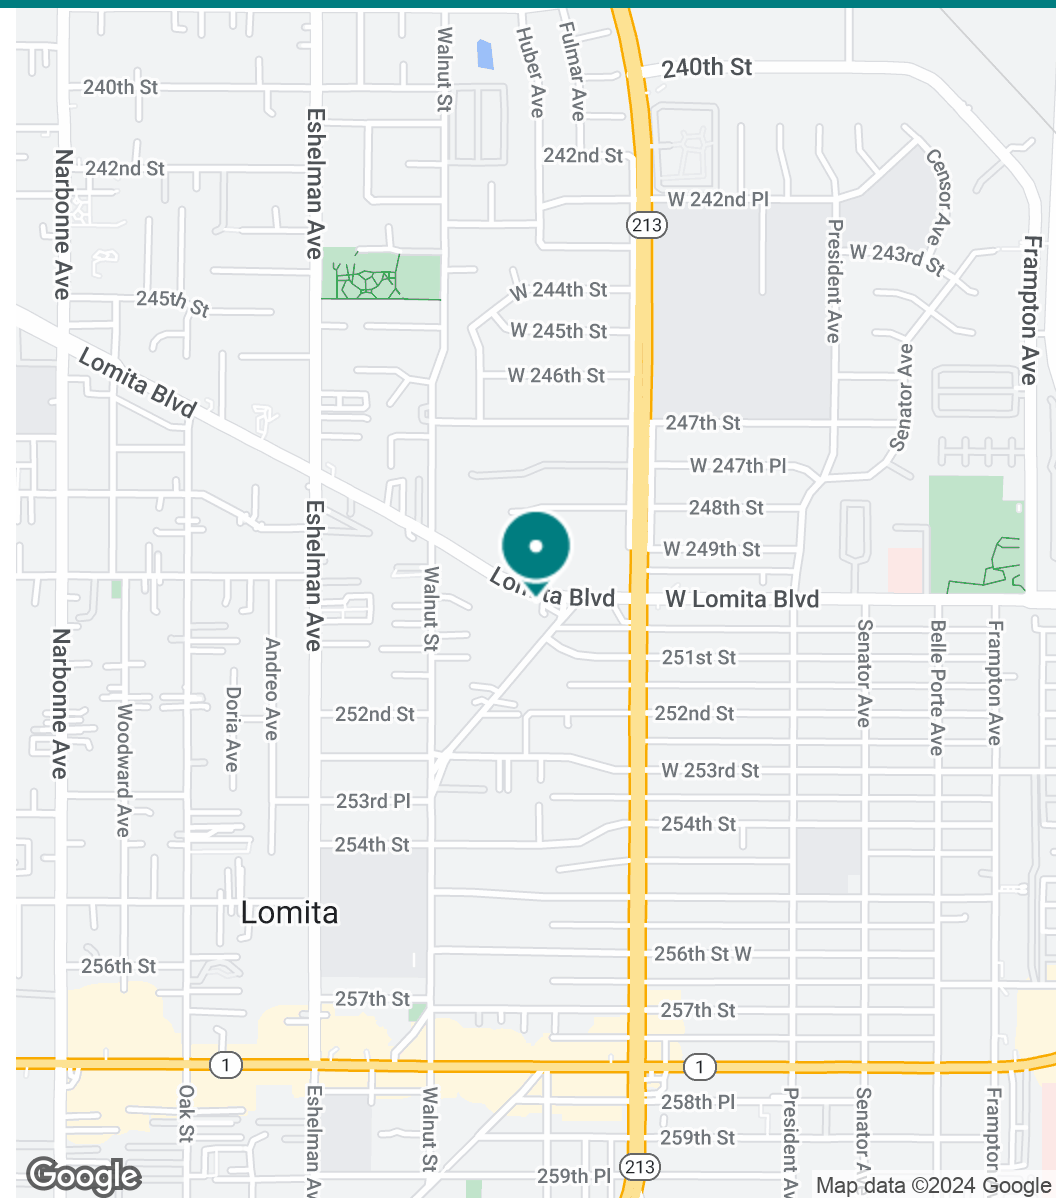 240th St
Fulmar Ave
Huber Ave
Walnut St
240th St
Eshelman Ave
242nd St
Narbonne Ave
242nd St
Censor Ave
W 242nd Pl
213
President Ave
W 243rd St
Frampton Ave
W 244th St
245th St
W 245th St
Lomita Blvd
W 246th St
Senator Ave
247th St
W 247th Pl
248th St
Eshelman Ave
W 249th St
Lomita Blvd
W Lomita Blvd
Walnut St
Narbonne Ave
Andreo Ave
251st St
Senator Ave
Belle Porte Ave
Frampton Ave
Doria Ave
Woodward Ave
252nd St
252nd St
W 253rd St
253rd Pl
254th St
254th St
Lomita
256th St W
256th St
257th St
257th St
1
1
Oak St
Eshelman Av
Walnut St
258th Pl
President Av
Senator A
Frampton
259th St
259th Pl
213
Google
Map data ©2024 Google